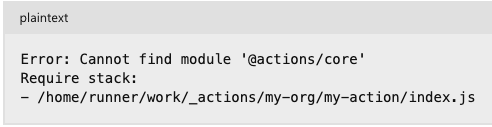 plaintext
Error: Cannot find module '@actions/core'
Require stack:
- /home/runner/work/_actions/my-org/my-action/index.js